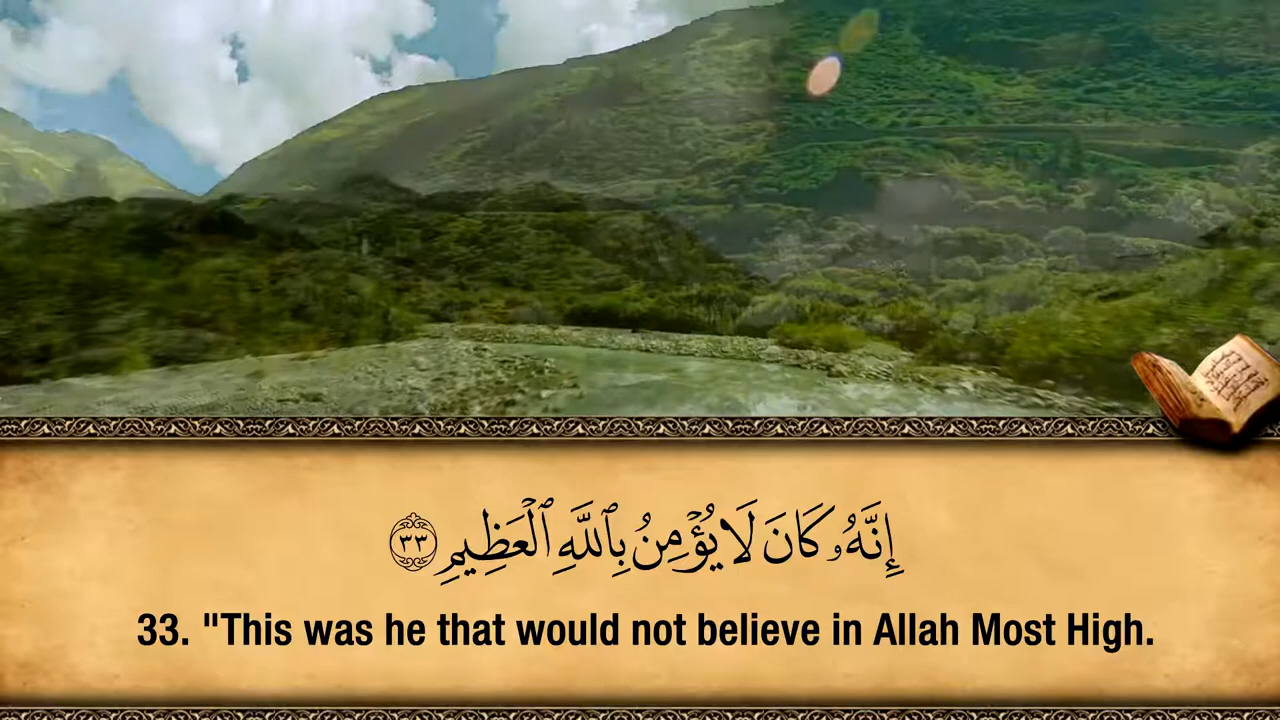 إِنَّهُۥ كَانَ لَا يُؤْمِنُ بِٱللَّهِ ٱلْعَظِيمِ ٣٣
33. "This was he that would not believe in Allah Most High.